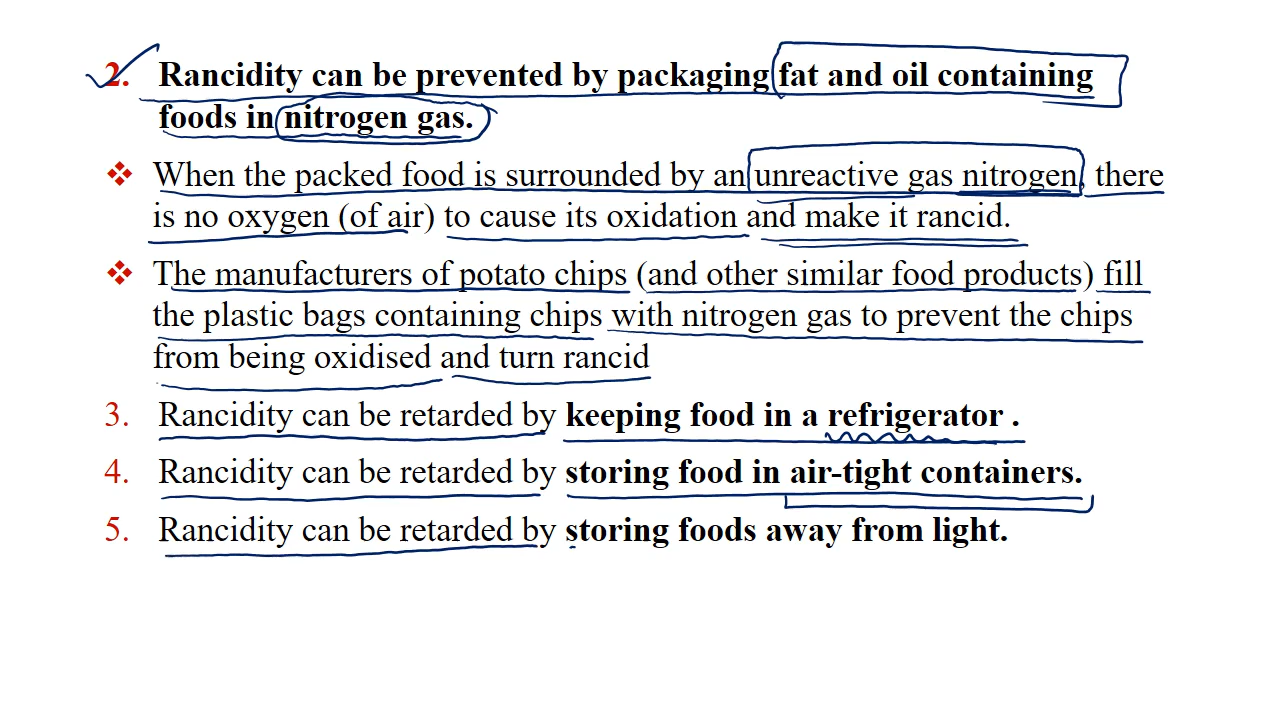 2. Rancidity can be prevented by packaging fat and oil containing
foods in nitrogen gas.
❖ When the packed food is surrounded by an unreactive gas nitrogen, there
is no oxygen (of air) to cause its oxidation and make it rancid.
❖ The manufacturers of potato chips (and other similar food products) fill
the plastic bags containing chips with nitrogen gas to prevent the chips
from being oxidised and turn rancid
3. Rancidity can be retarded by keeping food in a refrigerator .
4. Rancidity can be retarded by storing food in air-tight containers.
5. Rancidity can be retarded by storing foods away from light.